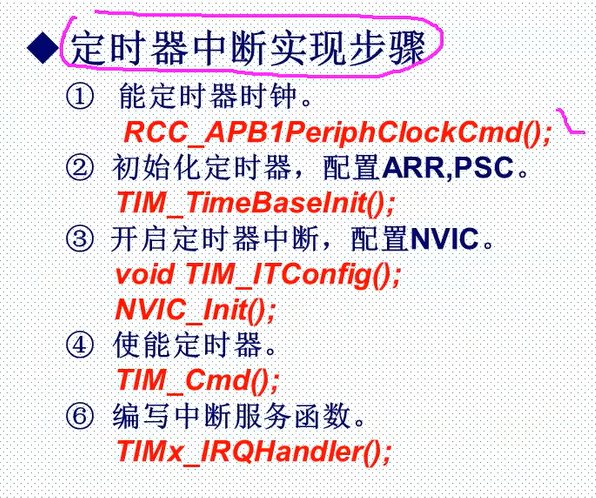 ◆定时器中断实现步骤
① 能定时器时钟。
RCC_APB1PeriphClockCmd();
② 初始化定时器，配置ARR,PSC。
TIM_TimeBaseInit();
③ 开启定时器中断，配置NVIC。
void TIM_ITConfig();
NVIC_Init();
④ 使能定时器。
TIM_Cmd();
⑥ 编写中断服务函数。
TIMx_IRQHandler();